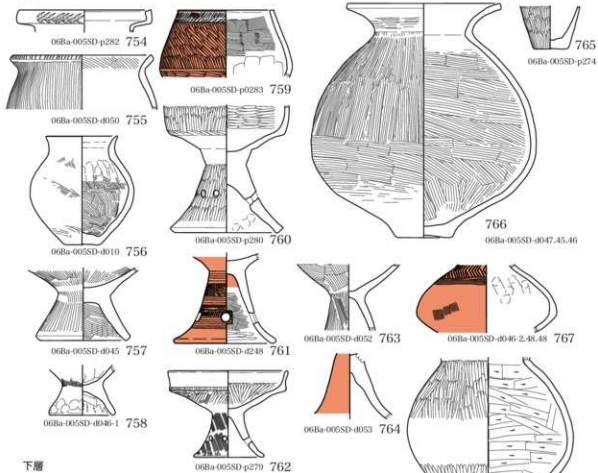 06Ba-005SD-p282 754
06Ba-005SD-d050 755
06Ba-005SD-d010 756
06Ba-005SD-d045 757
06Ba-005SD-d046-1 758
06Ba-005SD-p0283 759
06Ba-005SD-p280 760
06Ba-005SD-d248 761
06Ba-005SD-p279 762
06Ba-005SD-d052 763
06Ba-005SD-d053 764
765
06Ba-005SD-p274
766
06Ba-005SD-d047.45.46
06Ba-005SD-d046-2.48.48 767
下層